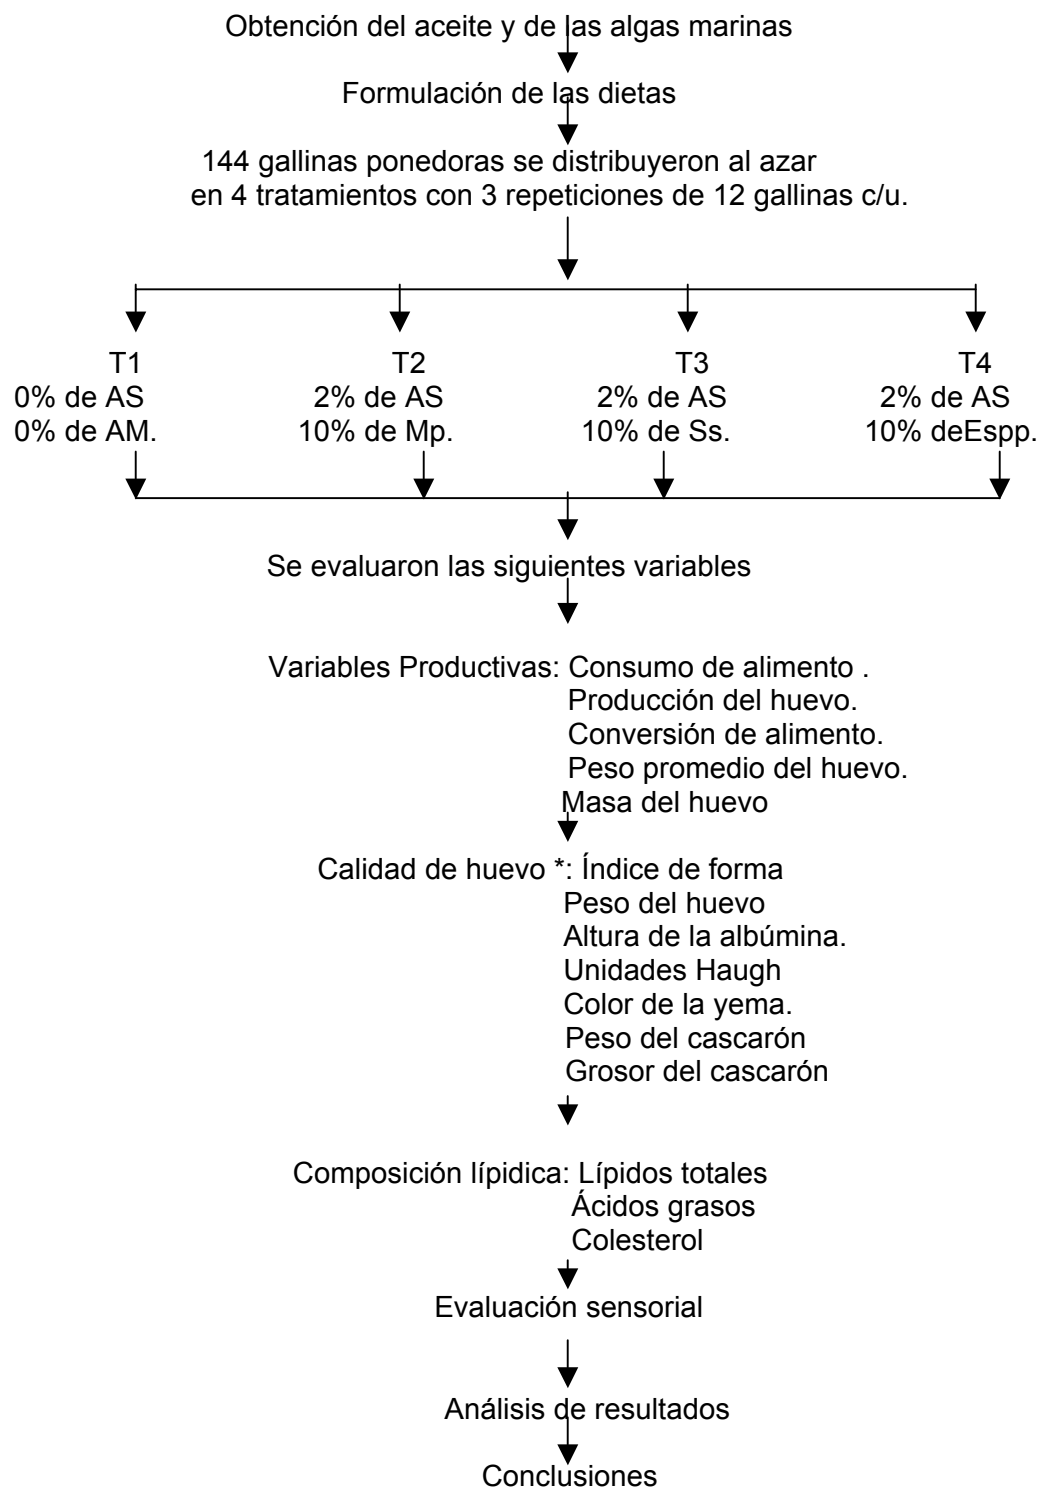 Obtención del aceite y de las algas marinas
Formulación de las dietas
144 gallinas ponedoras se distribuyeron al azar
en 4 tratamientos con 3 repeticiones de 12 gallinas c/u.
T1 T2 T3 T4
0% de AS 2% de AS 2% de AS 2% de AS
0% de AM. 10% de Mp. 10% de Ss. 10% deEspp.
Se evaluaron las siguientes variables
Variables Productivas: Consumo de alimento .
Producción del huevo.
Conversión de alimento.
Peso promedio del huevo.
Masa del huevo
Calidad de huevo *: Índice de forma
Peso del huevo
Altura de la albúmina.
Unidades Haugh
Color de la yema.
Peso del cascarón
Grosor del cascarón
Composición lípidica: Lípidos totales
Ácidos grasos
Colesterol
Evaluación sensorial
Análisis de resultados
Conclusiones